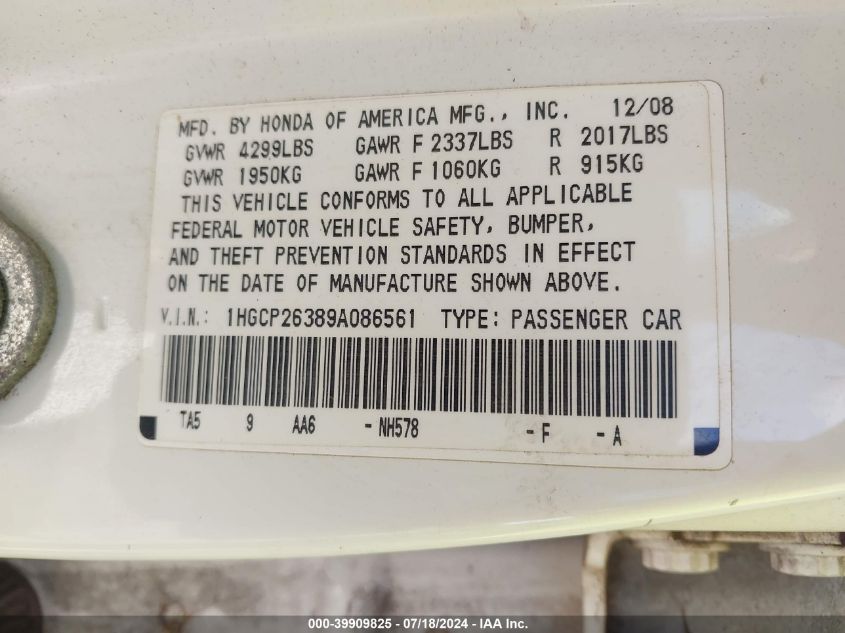 MFD. BY HONDA OF AMERICA MFG., INC. 12/08
GVWR 4299LBS GAWR F 2337LBS R 2017LBS
GVWR 1950KG GAWR F 1060KG R 915KG
THIS VEHICLE CONFORMS TO ALL APPLICABLE
FEDERAL MOTOR VEHICLE SAFETY, BUMPER,
AND THEFT PREVENTION STANDARDS IN EFFECT
ON THE DATE OF MANUFACTURE SHOWN ABOVE.
V.I.N.: 1HGCP26389A086561 TYPE: PASSENGER CAR
TA5 9 AA6 -NH578 -F -A
000-39909825 - 07/18/2024 - IAA Inc.